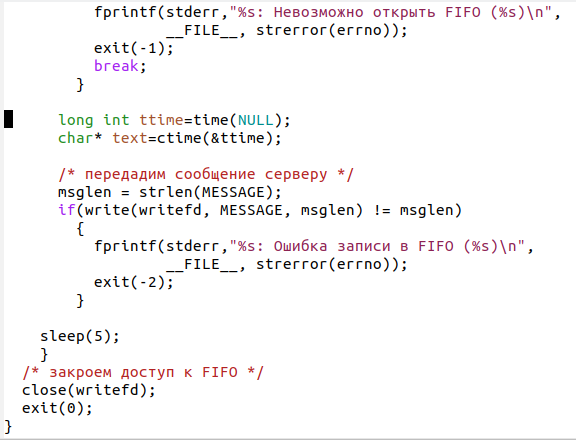 fprintf(stderr,"%s: Невозможно открыть FIFO (%s)\n",
__FILE__, strerror(errno));
exit(-1);
break;
}
long int ttime=time(NULL);
char* text=ctime(&ttime);
/* передадим сообщение серверу */
msglen = strlen(MESSAGE);
if(write(writefd, MESSAGE, msglen) != msglen)
{
fprintf(stderr,"%s: Ошибка записи в FIFO (%s)\n",
__FILE__, strerror(errno));
exit(-2);
}
sleep(5);
}
/* закроем доступ к FIFO */
close(writefd);
exit(0);
}